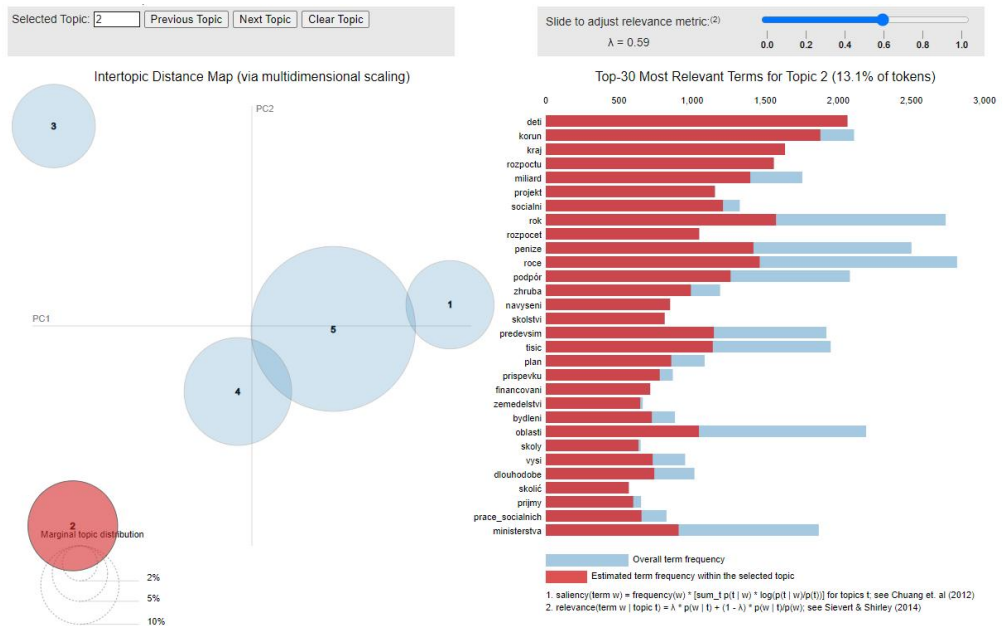 Selected Topic: 2 Previous Topic Next Topic Clear Topic
Slide to adjust relevance metric:(2)
λ = 0.59
0.0 0.2 0.4 0.6 0.8 1.0
Intertopic Distance Map (via multidimensional scaling)
PC2
PC1
3
1
5
4
2
Marginal topic distribution
2%
5%
10%
Top-30 Most Relevant Terms for Topic 2 (13.1% of tokens)
0 500 1,000 1,500 2,000 2,500 3,000
deti
korun
kraj
rozpoctu
miliard
projekt
socialni
rok
rozpocet
penize
roce
podpór
zhruba
navyseni
skolstvi
predevsim
tisic
plan
prispevku
financovani
zemedelstvi
bydleni
oblasti
skoly
vysi
dlouhodobe
skolić
prijmy
prace_socialnich
ministerstva
Overall term frequency
Estimated term frequency within the selected topic
1. saliency(term w) = frequency(w) * [sum_t p(t | w) * log(p(t | w)/p(t))] for topics t; see Chuang et. al (2012)
2. relevance(term w | topic t) = λ * p(w | t) + (1 - λ) * p(w | t)/p(w); see Sievert & Shirley (2014)